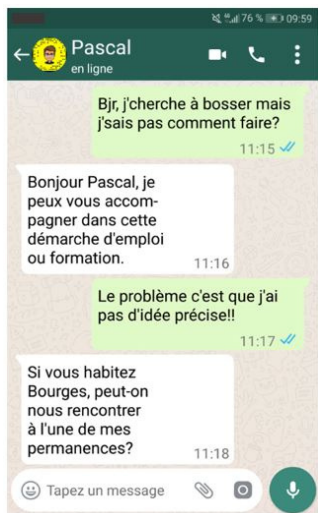 76 % 09:59
Pascal
en ligne
Bjr, j'cherche à bosser mais
j'sais pas comment faire?
11:15
Bonjour Pascal, je
peux vous accom-
pagner dans cette
démarche d'emploi
ou formation.
11:16
Le problème c'est que j'ai
pas d'idée précise!!
11:17
Si vous habitez
Bourges, peut-on
nous rencontrer
à l'une de mes
permanences?
11:18
Tapez un message